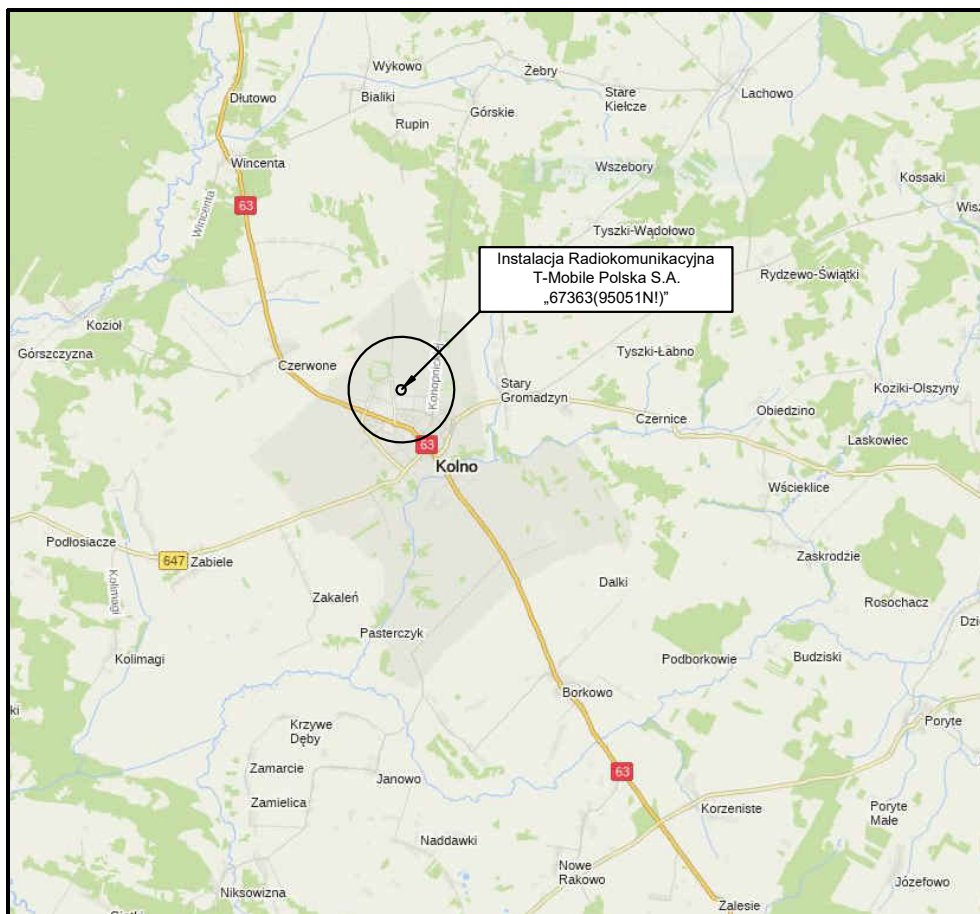 Wykowo
Żebry
Dłutowo
Bialiki
Stare
Kiełcze
Lachowo
Górskie
Rupin
Wincenta
Wszebory
Kossaki
63
Wincenta
Tyszki-Wądołowo
Instalacja Radiokomunikacyjna
T-Mobile Polska S.A.
„67363(95051N!)”
Rydzewo-Świątki
Kozioł
Górszczyzna
Czerwone
Tyszki-Łabno
Stary
Gromadzyn
Koziki-Olszyny
Obiedzino
Czernice
Laskowiec
63
Kolno
Wścieklice
Podłosiacze
647
Zabiele
Zaskrodzie
Kolimagi
Dalki
Zakaleń
Rosochacz
Pasterczyk
Kolimagi
Podborkowie
Budziski
Borkowo
Krzywe
Dęby
Poryte
Zamarcie
Janowo
63
Zamielica
Korzeniste
Poryte
Małe
Naddawki
Nowe
Rakowo
Józefowo
Niksowizna
Zalesie